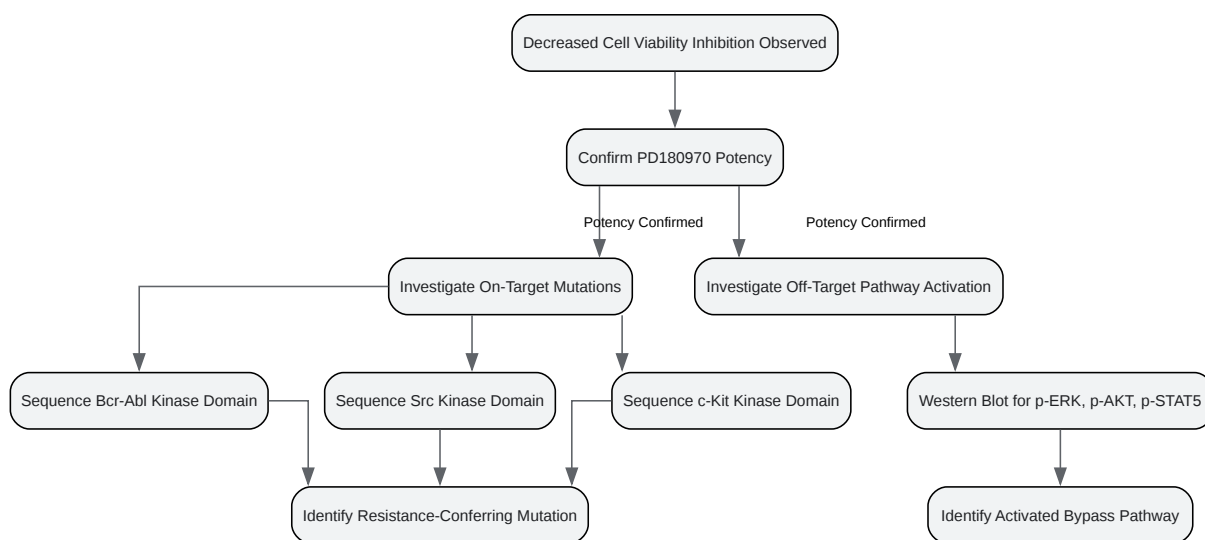 Decreased Cell Viability Inhibition Observed
Confirm PD180970 Potency
Potency Confirmed
Potency Confirmed
Investigate On-Target Mutations
Investigate Off-Target Pathway Activation
Sequence Bcr-Abl Kinase Domain
Sequence Src Kinase Domain
Sequence c-Kit Kinase Domain
Western Blot for p-ERK, p-AKT, p-STAT5
Identify Resistance-Conferring Mutation
Identify Activated Bypass Pathway